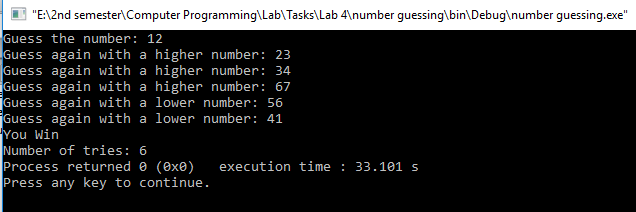 "E:\2nd semester\Computer Programming\Lab\Tasks\Lab 4\number guessing\bin\Debug\number guessing.exe"
Guess the number: 12
Guess again with a higher number: 23
Guess again with a higher number: 34
Guess again with a higher number: 67
Guess again with a lower number: 56
Guess again with a lower number: 41
You Win
Number of tries: 6
Process returned 0 (0x0)   execution time : 33.101 s
Press any key to continue.